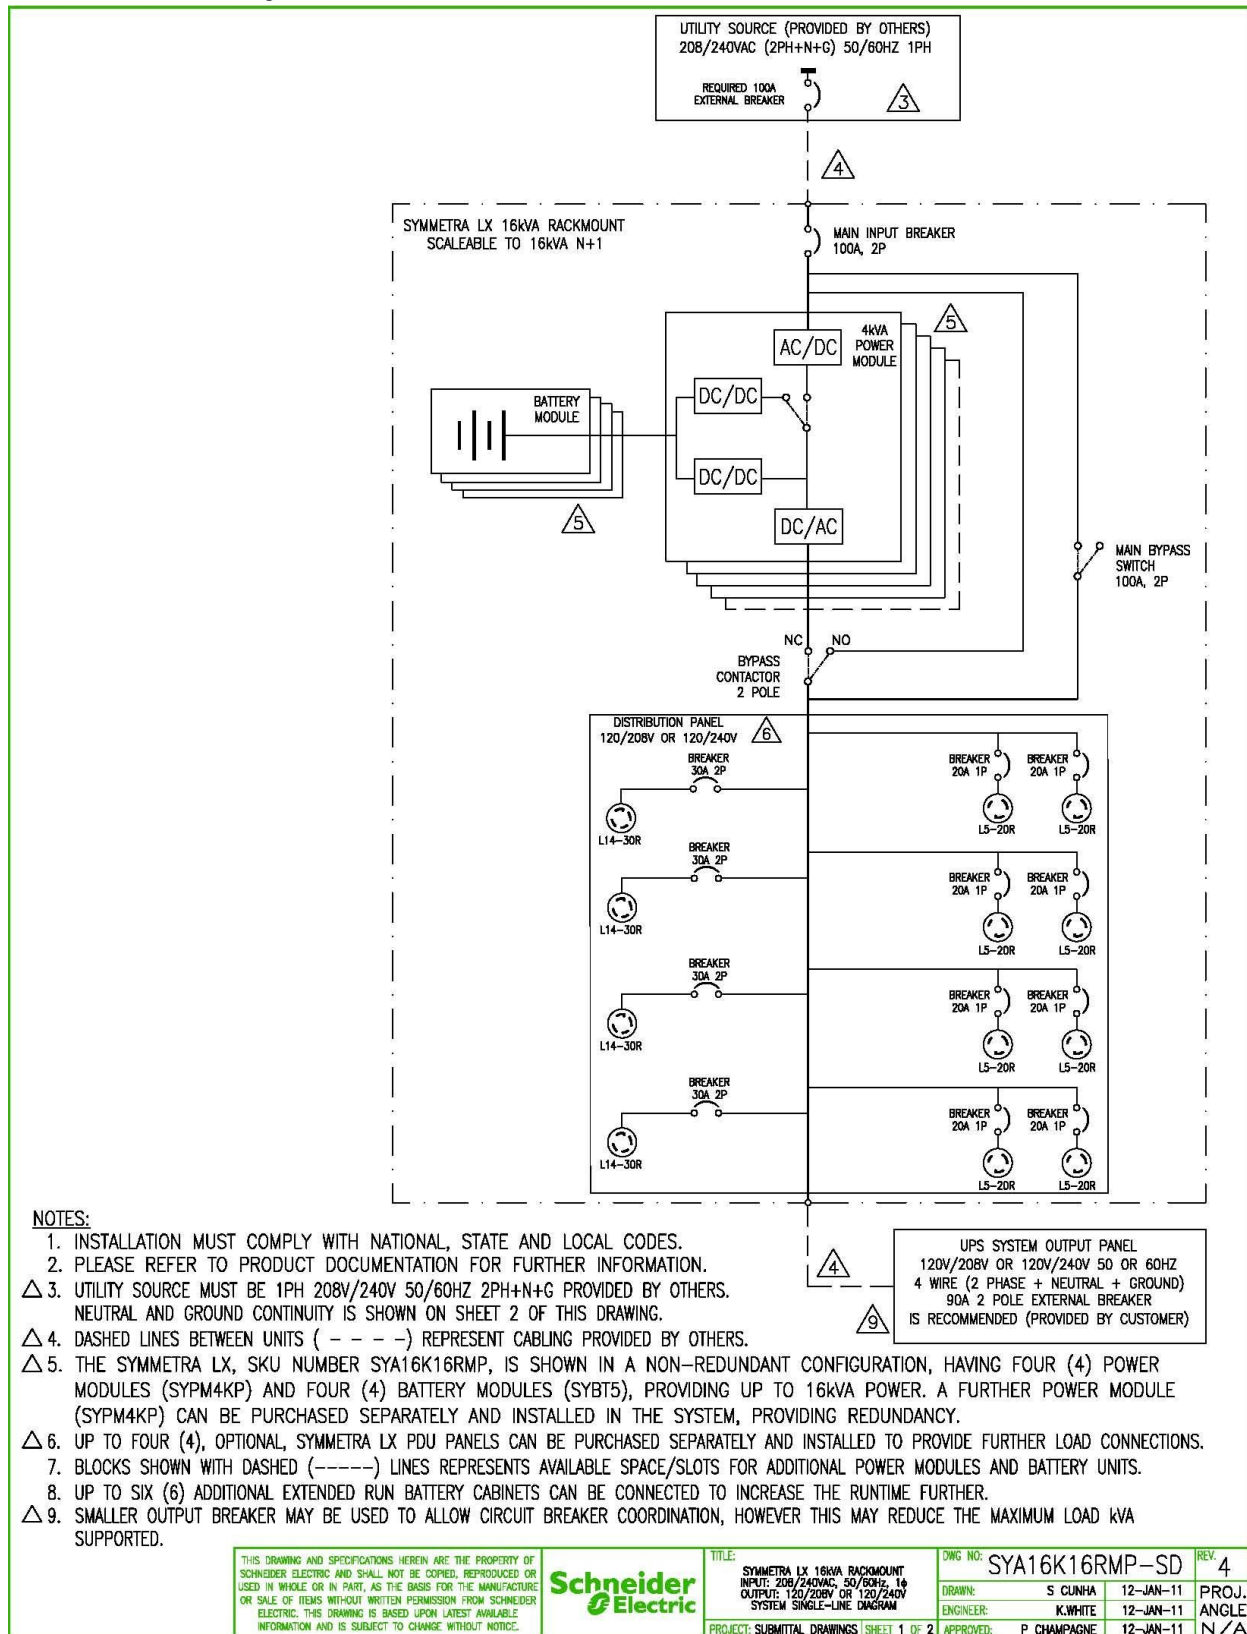 UTILITY SOURCE (PROVIDED BY OTHERS)
208/240VAC (2PH+N+G) 50/60HZ 1PH
REQUIRED 100A
EXTERNAL BREAKER
3
4
SYMMETRA LX 16kVA RACKMOUNT
SCALEABLE TO 16kVA N+1
MAIN INPUT BREAKER
100A, 2P
5
4kVA
POWER
MODULE
AC/DC
DC/DC
BATTERY
MODULE
DC/DC
5
DC/AC
MAIN BYPASS
SWITCH
100A, 2P
NC
NO
BYPASS
CONTACTOR
2 POLE
DISTRIBUTION PANEL
120/208V OR 120/240V
6
BREAKER
30A 2P
L14-30R
BREAKER
20A 1P
L5-20R
BREAKER
20A 1P
L5-20R
BREAKER
30A 2P
L14-30R
BREAKER
20A 1P
L5-20R
BREAKER
20A 1P
L5-20R
BREAKER
30A 2P
L14-30R
BREAKER
20A 1P
L5-20R
BREAKER
20A 1P
L5-20R
BREAKER
30A 2P
L14-30R
BREAKER
20A 1P
L5-20R
BREAKER
20A 1P
L5-20R
4
9
UPS SYSTEM OUTPUT PANEL
120V/208V OR 120V/240V 50 OR 60HZ
4 WIRE (2 PHASE + NEUTRAL + GROUND)
90A 2 POLE EXTERNAL BREAKER
IS RECOMMENDED (PROVIDED BY CUSTOMER)
NOTES:
1. INSTALLATION MUST COMPLY WITH NATIONAL, STATE AND LOCAL CODES.
2. PLEASE REFER TO PRODUCT DOCUMENTATION FOR FURTHER INFORMATION.
△ 3. UTILITY SOURCE MUST BE 1PH 208V/240V 50/60HZ 2PH+N+G PROVIDED BY OTHERS.
NEUTRAL AND GROUND CONTINUITY IS SHOWN ON SHEET 2 OF THIS DRAWING.
△ 4. DASHED LINES BETWEEN UNITS ( - - - -) REPRESENT CABLING PROVIDED BY OTHERS.
△ 5. THE SYMMETRA LX, SKU NUMBER SYA16K16RMP, IS SHOWN IN A NON-REDUNDANT CONFIGURATION, HAVING FOUR (4) POWER
MODULES (SYPM4KP) AND FOUR (4) BATTERY MODULES (SYBT5), PROVIDING UP TO 16kVA POWER. A FURTHER POWER MODULE
(SYPM4KP) CAN BE PURCHASED SEPARATELY AND INSTALLED IN THE SYSTEM, PROVIDING REDUNDANCY.
△ 6. UP TO FOUR (4), OPTIONAL, SYMMETRA LX PDU PANELS CAN BE PURCHASED SEPARATELY AND INSTALLED TO PROVIDE FURTHER LOAD CONNECTIONS.
7. BLOCKS SHOWN WITH DASHED (-----) LINES REPRESENTS AVAILABLE SPACE/SLOTS FOR ADDITIONAL POWER MODULES AND BATTERY UNITS.
8. UP TO SIX (6) ADDITIONAL EXTENDED RUN BATTERY CABINETS CAN BE CONNECTED TO INCREASE THE RUNTIME FURTHER.
△ 9. SMALLER OUTPUT BREAKER MAY BE USED TO ALLOW CIRCUIT BREAKER COORDINATION, HOWEVER THIS MAY REDUCE THE MAXIMUM LOAD kVA
SUPPORTED.
THIS DRAWING AND SPECIFICATIONS HEREIN ARE THE PROPERTY OF
SCHNEIDER ELECTRIC AND SHALL NOT BE COPIED, REPRODUCED OR
USED IN WHOLE OR IN PART, AS THE BASIS FOR THE MANUFACTURE
OR SALE OF ITEMS WITHOUT WRITTEN PERMISSION FROM SCHNEIDER
ELECTRIC. THIS DRAWING IS BASED UPON LATEST AVAILABLE
INFORMATION AND IS SUBJECT TO CHANGE WITHOUT NOTICE.
Schneider
Electric
TITLE:
SYMMETRA LX 16kVA RACKMOUNT
INPUT: 208/240VAC, 50/60Hz, 1ϕ
OUTPUT: 120/208V OR 120/240V
SYSTEM SINGLE-LINE DIAGRAM
PROJECT: SUBMITTAL DRAWINGS SHEET 1 OF 2
DWG NO: SYA16K16RMP-SD
REV. 4
DRAWN: S CUNHA 12-JAN-11
ENGINEER: K.WHITE 12-JAN-11
APPROVED: P CHAMPAGNE 12-JAN-11
PROJ.
ANGLE
N/A